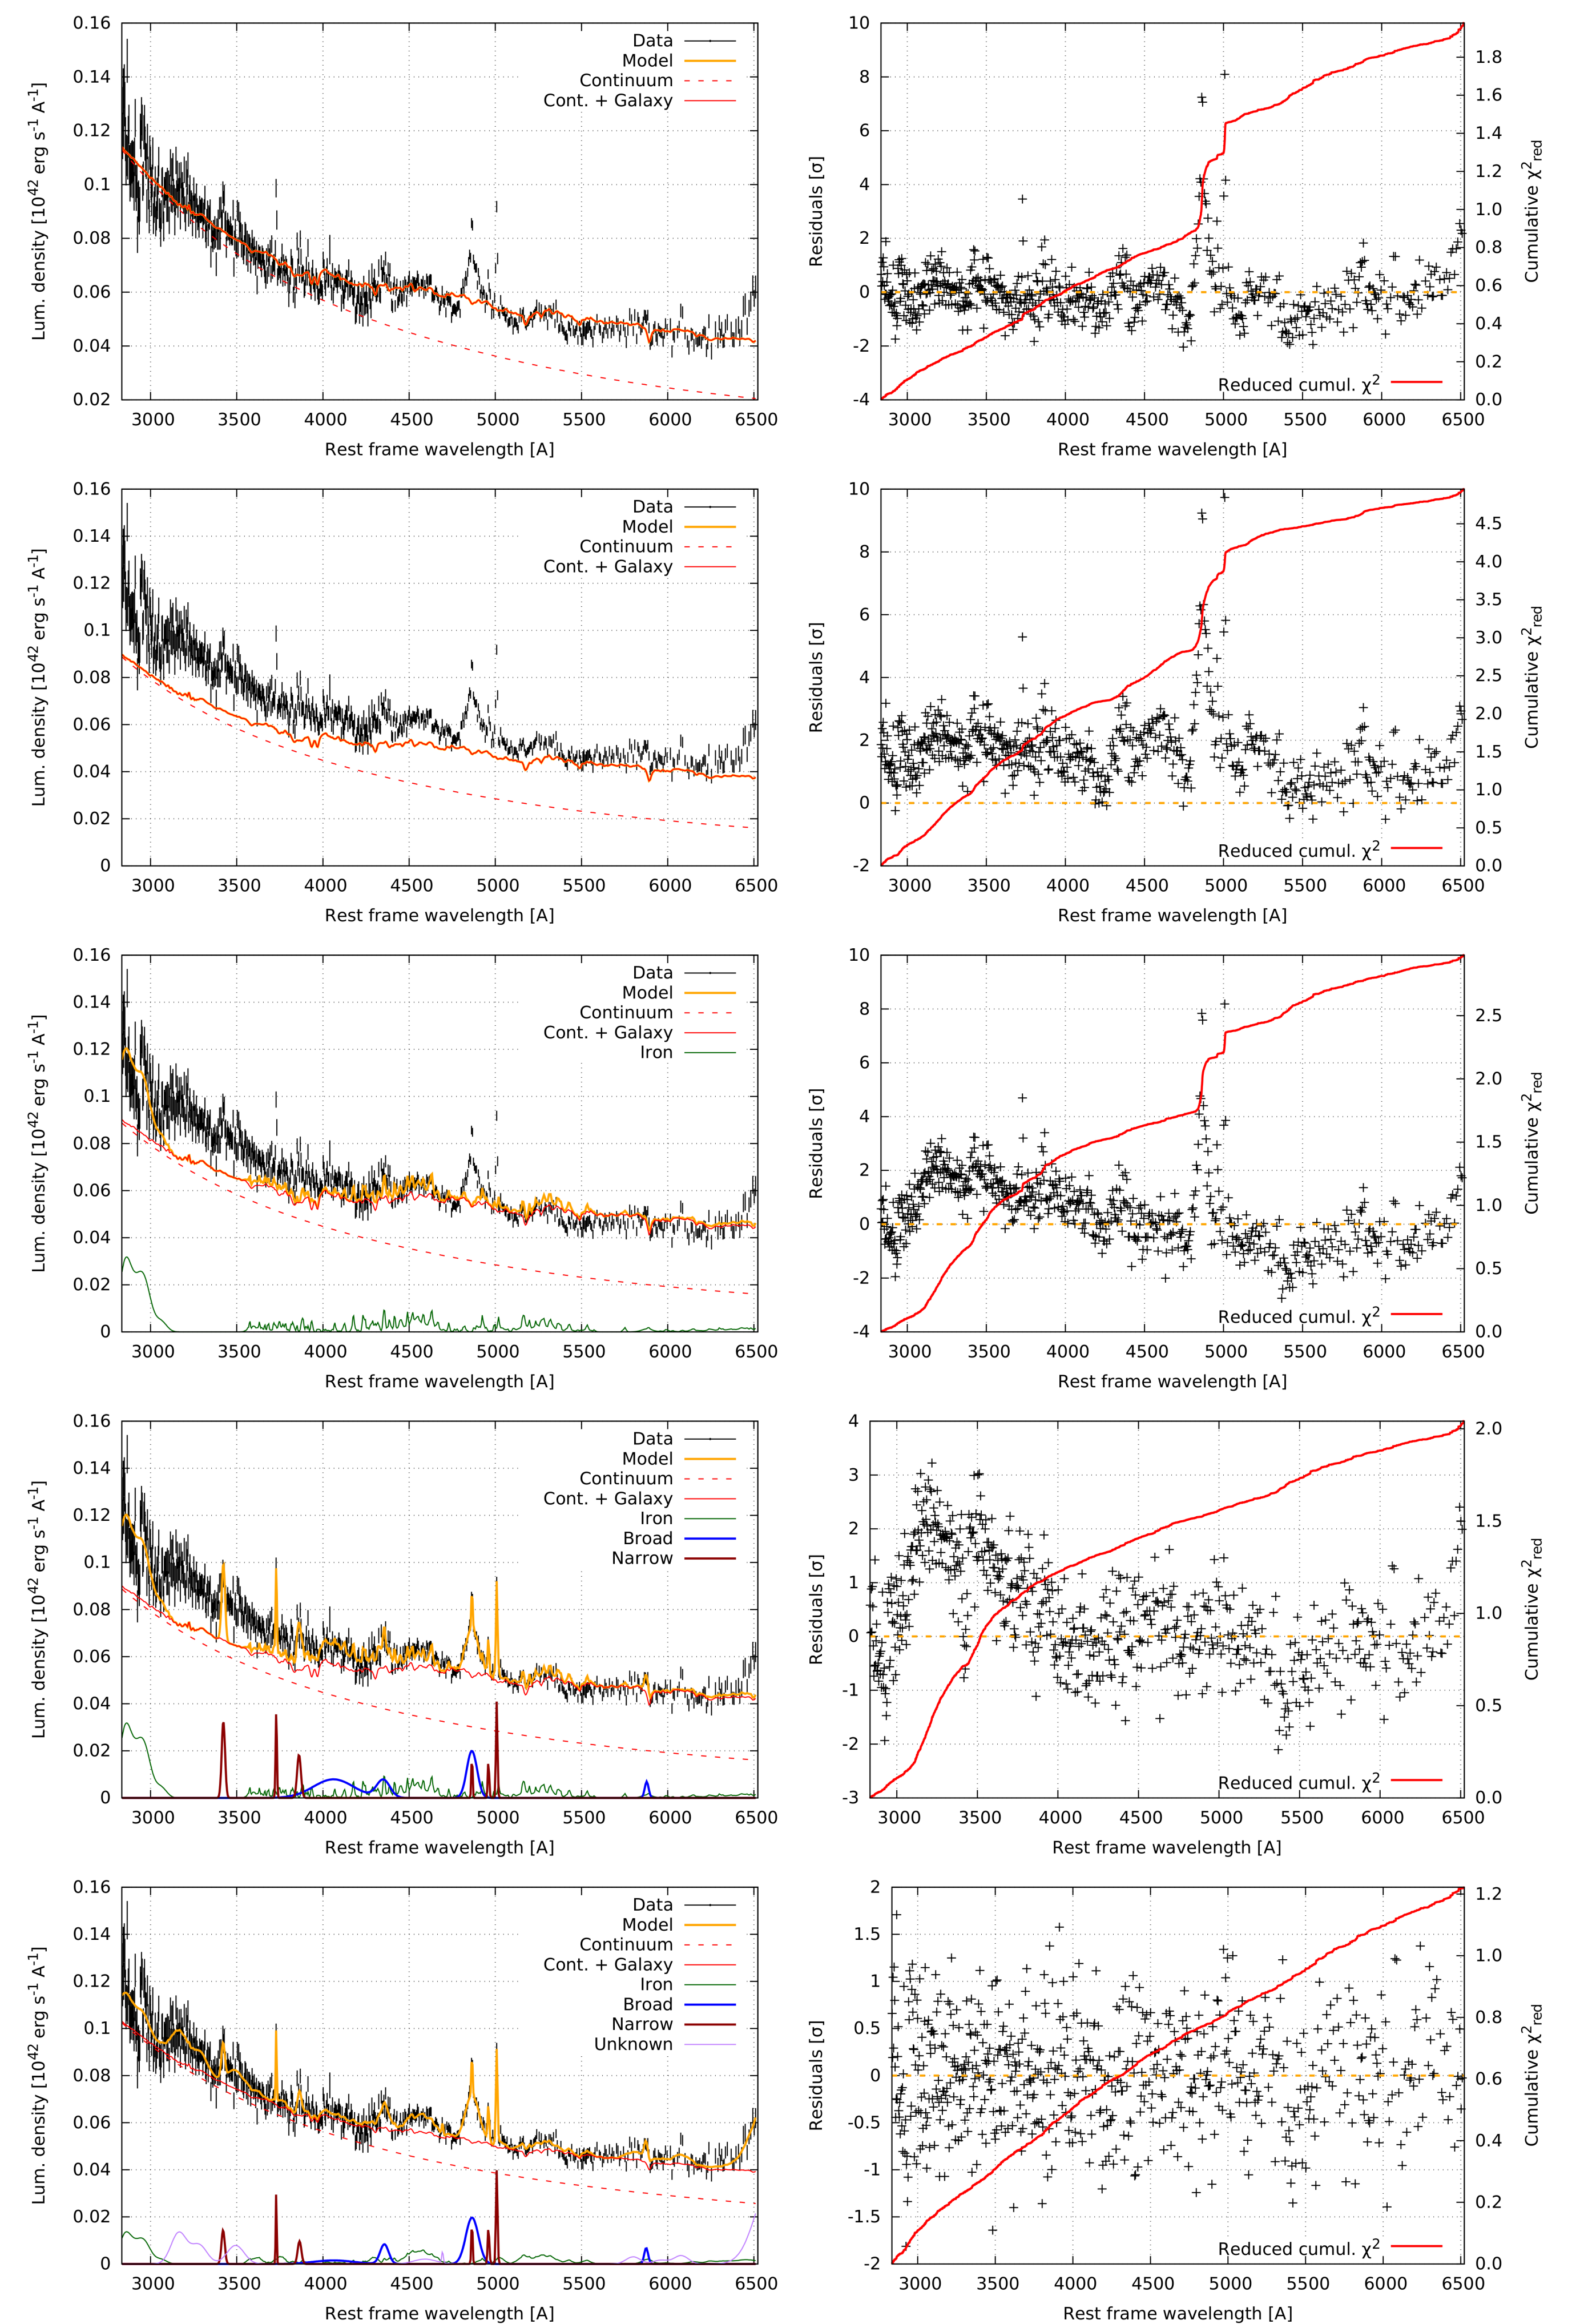 0.16
0.14
0.12
0.1
0.08
0.06
0.04
0.02
Lum. density [10^42 erg s^-1 A^-1]
Data
Model
Continuum
Cont. + Galaxy
3000 3500 4000 4500 5000 5500 6000 6500
Rest frame wavelength [A]
10
8
6
4
2
0
-2
-4
Residuals [σ]
1.8
1.6
1.4
1.2
1.0
0.8
0.6
0.4
0.2
0.0
Cumulative χ²red
Reduced cumul. χ²
3000 3500 4000 4500 5000 5500 6000 6500
Rest frame wavelength [A]
0.16
0.14
0.12
0.1
0.08
0.06
0.04
0.02
0
Lum. density [10^42 erg s^-1 A^-1]
Data
Model
Continuum
Cont. + Galaxy
3000 3500 4000 4500 5000 5500 6000 6500
Rest frame wavelength [A]
10
8
6
4
2
0
-2
Residuals [σ]
4.5
4.0
3.5
3.0
2.5
2.0
1.5
1.0
0.5
0.0
Cumulative χ²red
Reduced cumul. χ²
3000 3500 4000 4500 5000 5500 6000 6500
Rest frame wavelength [A]
0.16
0.14
0.12
0.1
0.08
0.06
0.04
0.02
0
Lum. density [10^42 erg s^-1 A^-1]
Data
Model
Continuum
Cont. + Galaxy
Iron
3000 3500 4000 4500 5000 5500 6000 6500
Rest frame wavelength [A]
10
8
6
4
2
0
-2
-4
Residuals [σ]
2.5
2.0
1.5
1.0
0.5
0.0
Cumulative χ²red
Reduced cumul. χ²
3000 3500 4000 4500 5000 5500 6000 6500
Rest frame wavelength [A]
0.16
0.14
0.12
0.1
0.08
0.06
0.04
0.02
0
Lum. density [10^42 erg s^-1 A^-1]
Data
Model
Continuum
Cont. + Galaxy
Iron
Broad
Narrow
3000 3500 4000 4500 5000 5500 6000 6500
Rest frame wavelength [A]
4
3
2
1
0
-1
-2
-3
Residuals [σ]
2.0
1.5
1.0
0.5
0.0
Cumulative χ²red
Reduced cumul. χ²
3000 3500 4000 4500 5000 5500 6000 6500
Rest frame wavelength [A]
0.16
0.14
0.12
0.1
0.08
0.06
0.04
0.02
0
Lum. density [10^42 erg s^-1 A^-1]
Data
Model
Continuum
Cont. + Galaxy
Iron
Broad
Narrow
Unknown
3000 3500 4000 4500 5000 5500 6000 6500
Rest frame wavelength [A]
2
1.5
1
0.5
0
-0.5
-1
-1.5
-2
Residuals [σ]
1.2
1.0
0.8
0.6
0.4
0.2
0.0
Cumulative χ²red
Reduced cumul. χ²
3000 3500 4000 4500 5000 5500 6000 6500
Rest frame wavelength [A]